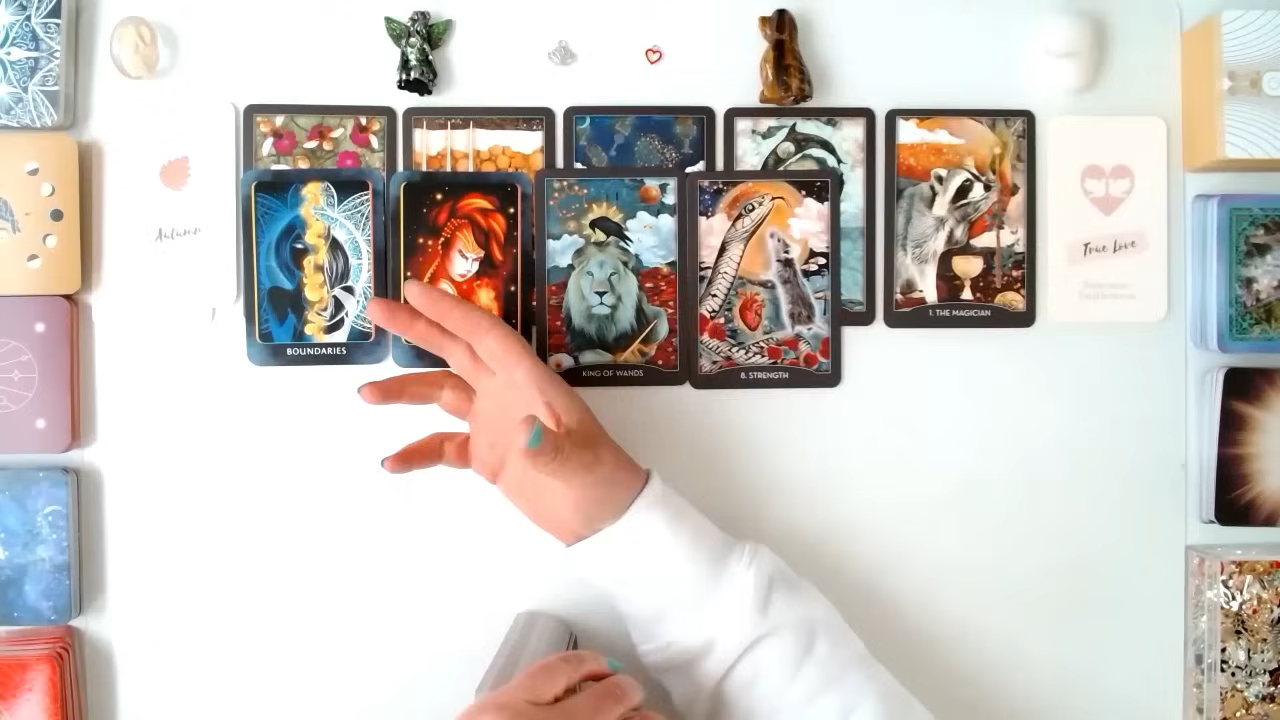 Autumn
BOUNDARIES
KING OF WANDS
8. STRENGTH
1. THE MAGICIAN
True Love